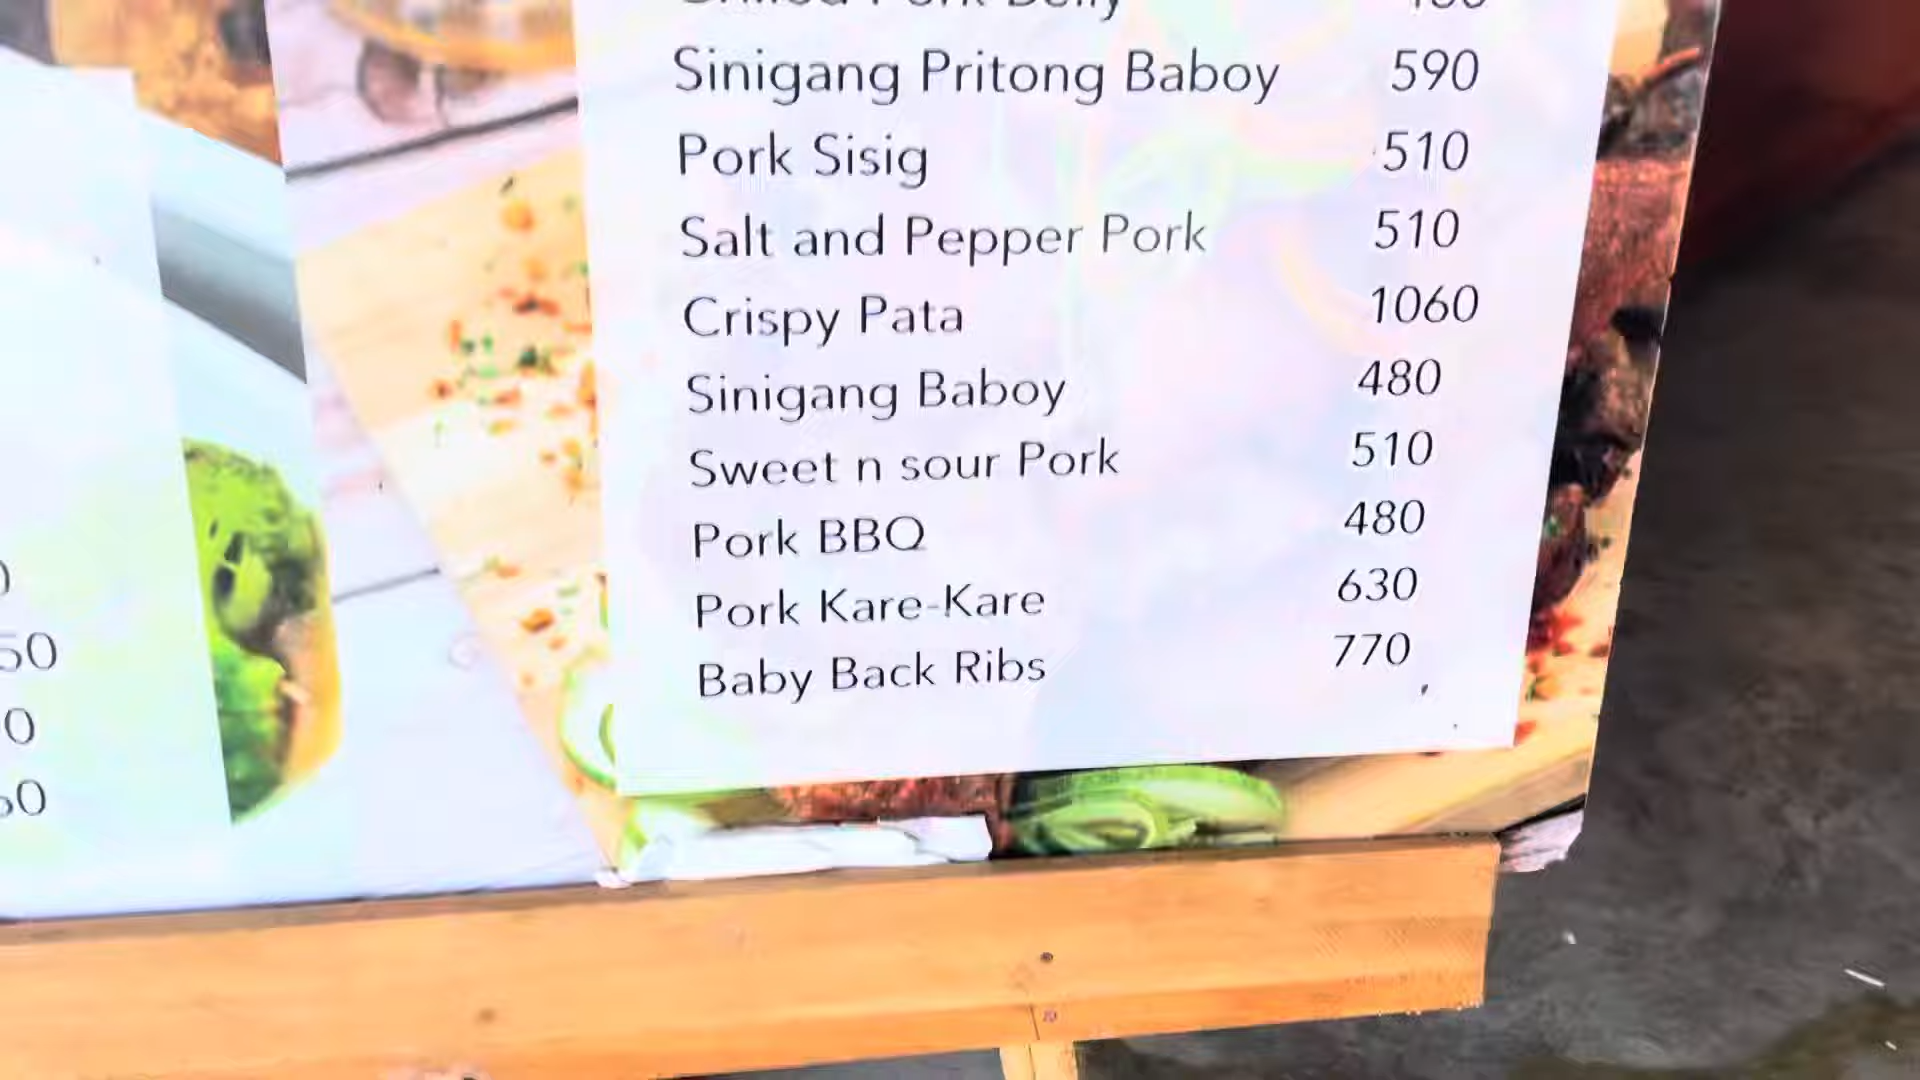 Sinigang Pritong Baboy 590
Pork Sisig 510
Salt and Pepper Pork 510
Crispy Pata 1060
Sinigang Baboy 480
Sweet n sour Pork 510
Pork BBQ 480
Pork Kare-Kare 630
Baby Back Ribs 770